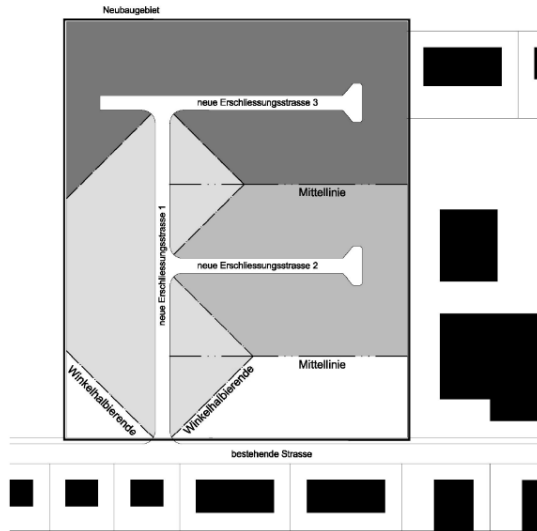 Neubaugebiet
neue Erschliessungsstrasse 3
Mittellinie
neue Erschliessungsstrasse 1
neue Erschliessungsstrasse 2
Mittellinie
Winkelhalbierende
Winkelhalbierende
bestehende Strasse